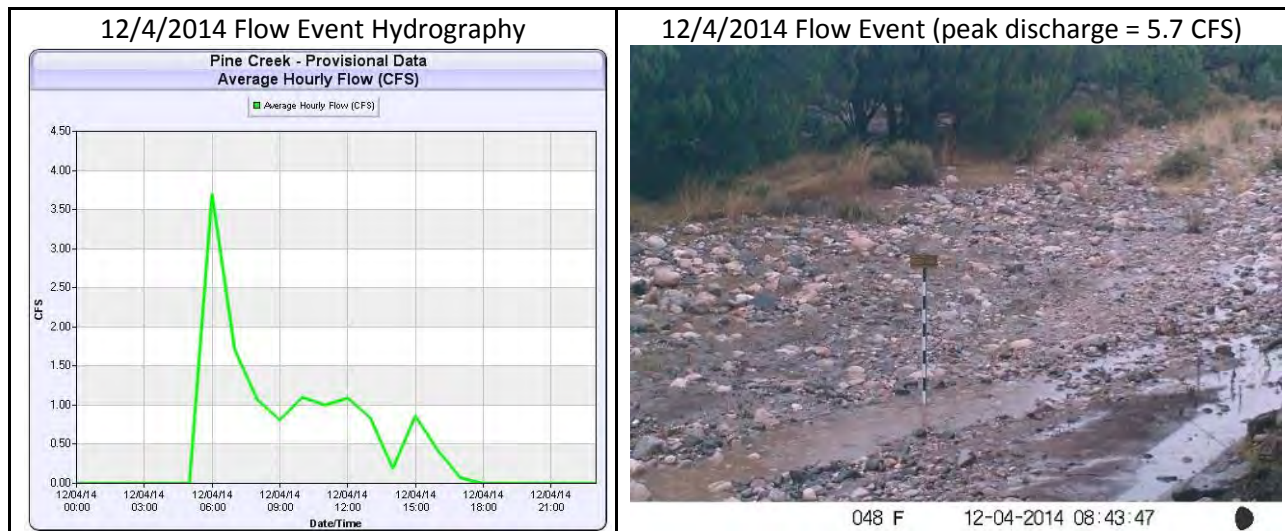 12/4/2014 Flow Event Hydrography
Pine Creek - Provisional Data
Average Hourly Flow (CFS)
Average Hourly Flow (CFS)
4.50
4.00
3.50
3.00
2.50
2.00
1.50
1.00
0.50
0.00
CFS
12/04/14 12/04/14 12/04/14 12/04/14 12/04/14 12/04/14 12/04/14 12/04/14
00:00 03:00 06:00 09:00 12:00 15:00 18:00 21:00
Date/Time
12/4/2014 Flow Event (peak discharge = 5.7 CFS)
048 F 12-04-2014 08:43:47